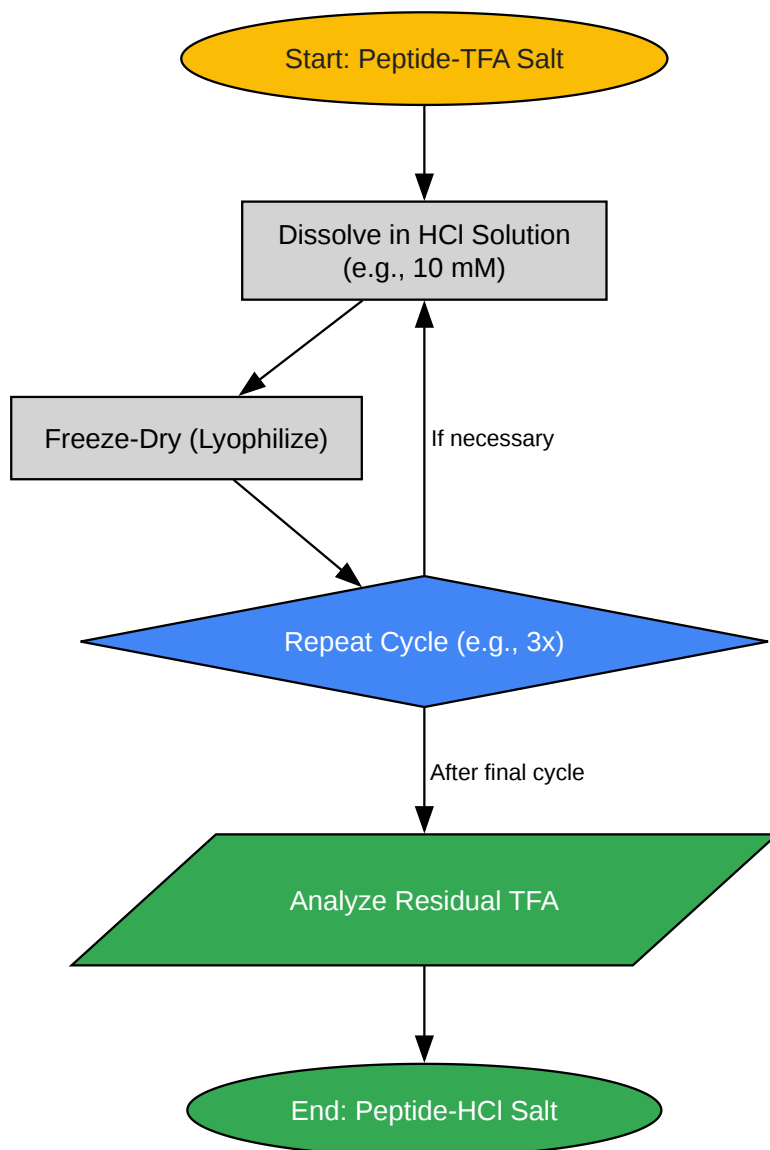 Start: Peptide-TFA Salt
Dissolve in HCl Solution
(e.g., 10 mM)
Freeze-Dry (Lyophilize)
If necessary
Repeat Cycle (e.g., 3x)
After final cycle
Analyze Residual TFA
End: Peptide-HCl Salt